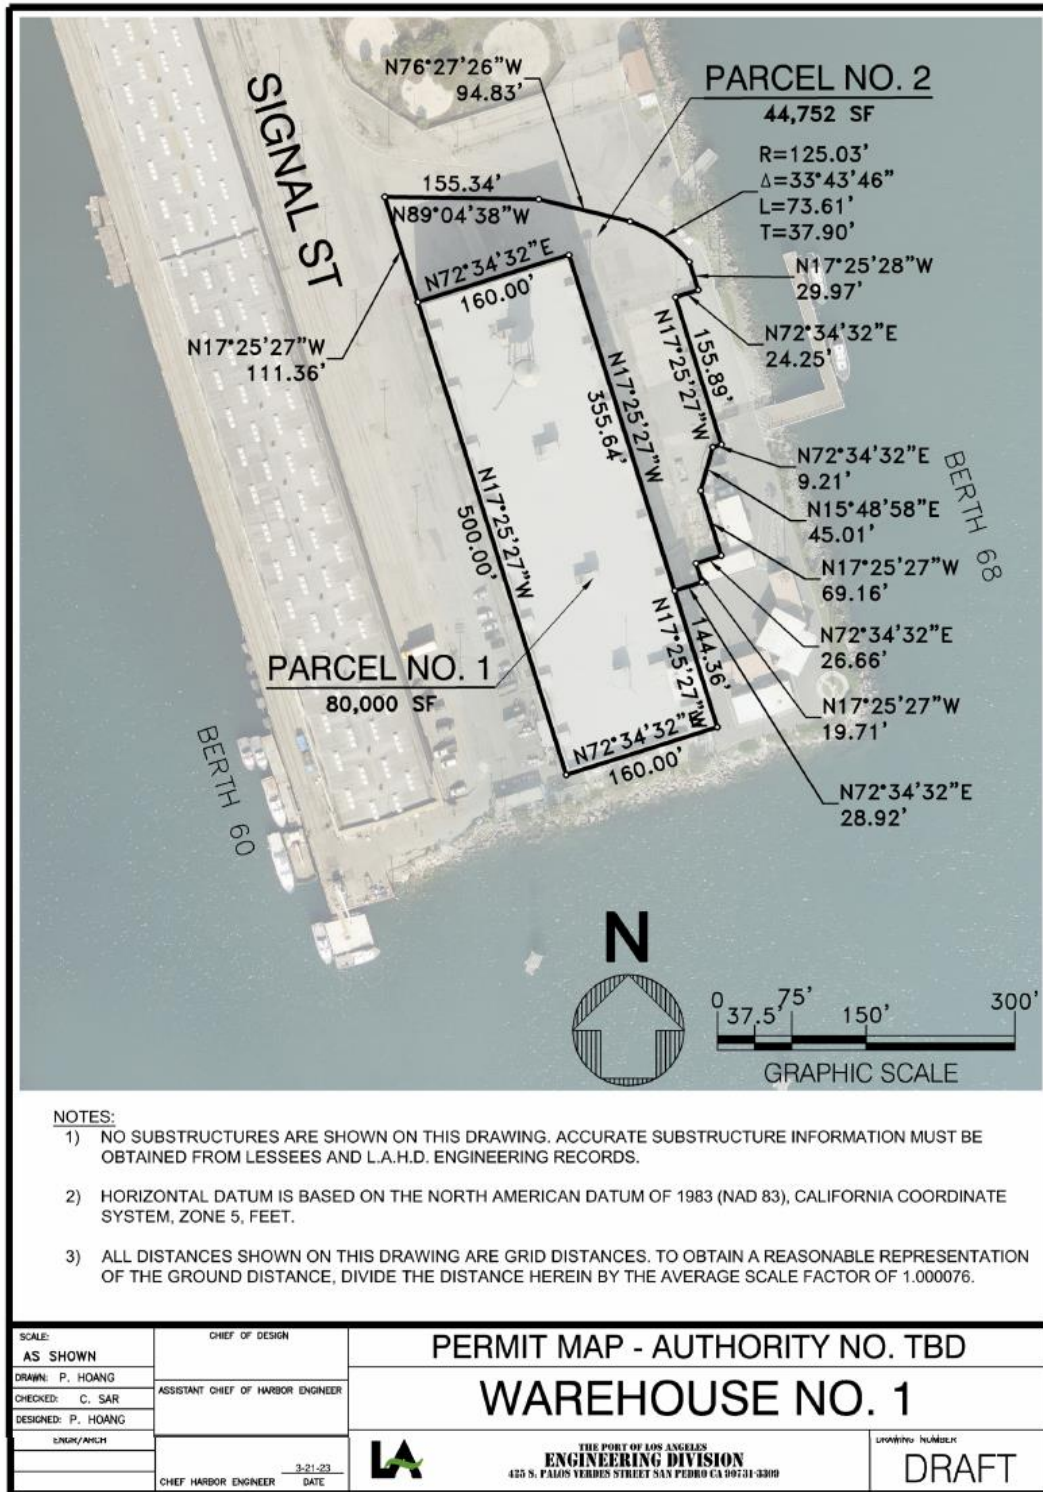 N76°27'26"W
94.83'
PARCEL NO. 2
44,752 SF
R=125.03'
Δ=33°43'46"
L=73.61'
T=37.90'
SIGNAL ST
155.34'
N89°04'38"W
N72°34'32"E
160.00'
N17°25'28"W
29.97'
N72°34'32"E
24.25'
N17°25'27"W
111.36'
155.89'
N17°25'27"W
N17°25'27"W
355.64'
N72°34'32"E
9.21'
N15°48'58"E
45.01'
BERTH 68
N17°25'27"W
500.00'
N17°25'27"W
69.16'
N72°34'32"E
26.66'
144.36'
N17°25'27"W
PARCEL NO. 1
80,000 SF
N17°25'27"W
19.71'
N72°34'32"E
160.00'
N72°34'32"E
28.92'
BERTH 60
N
0 37.5' 75' 150' 300'
GRAPHIC SCALE
NOTES:
1) NO SUBSTRUCTURES ARE SHOWN ON THIS DRAWING. ACCURATE SUBSTRUCTURE INFORMATION MUST BE
OBTAINED FROM LESSEES AND L.A.H.D. ENGINEERING RECORDS.
2) HORIZONTAL DATUM IS BASED ON THE NORTH AMERICAN DATUM OF 1983 (NAD 83), CALIFORNIA COORDINATE
SYSTEM, ZONE 5, FEET.
3) ALL DISTANCES SHOWN ON THIS DRAWING ARE GRID DISTANCES. TO OBTAIN A REASONABLE REPRESENTATION
OF THE GROUND DISTANCE, DIVIDE THE DISTANCE HEREIN BY THE AVERAGE SCALE FACTOR OF 1.000076.
SCALE:
AS SHOWN
DRAWN: P. HOANG
CHECKED: C. SAR
DESIGNED: P. HOANG
ENGR/ARCH
CHIEF OF DESIGN
ASSISTANT CHIEF OF HARBOR ENGINEER
3-21-23
CHIEF HARBOR ENGINEER DATE
PERMIT MAP - AUTHORITY NO. TBD
WAREHOUSE NO. 1
LA
THE PORT OF LOS ANGELES
ENGINEERING DIVISION
425 S. PALOS VERDES STREET SAN PEDRO CA 90731-3309
DRAWING NUMBER
DRAFT